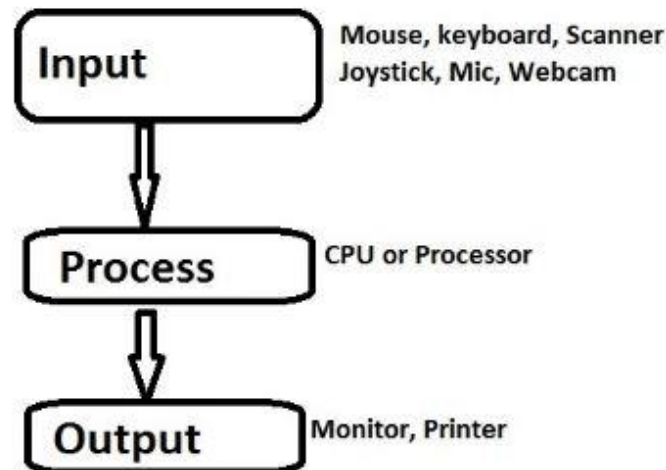 Input
Mouse, keyboard, Scanner
Joystick, Mic, Webcam
Process
CPU or Processor
Output
Monitor, Printer